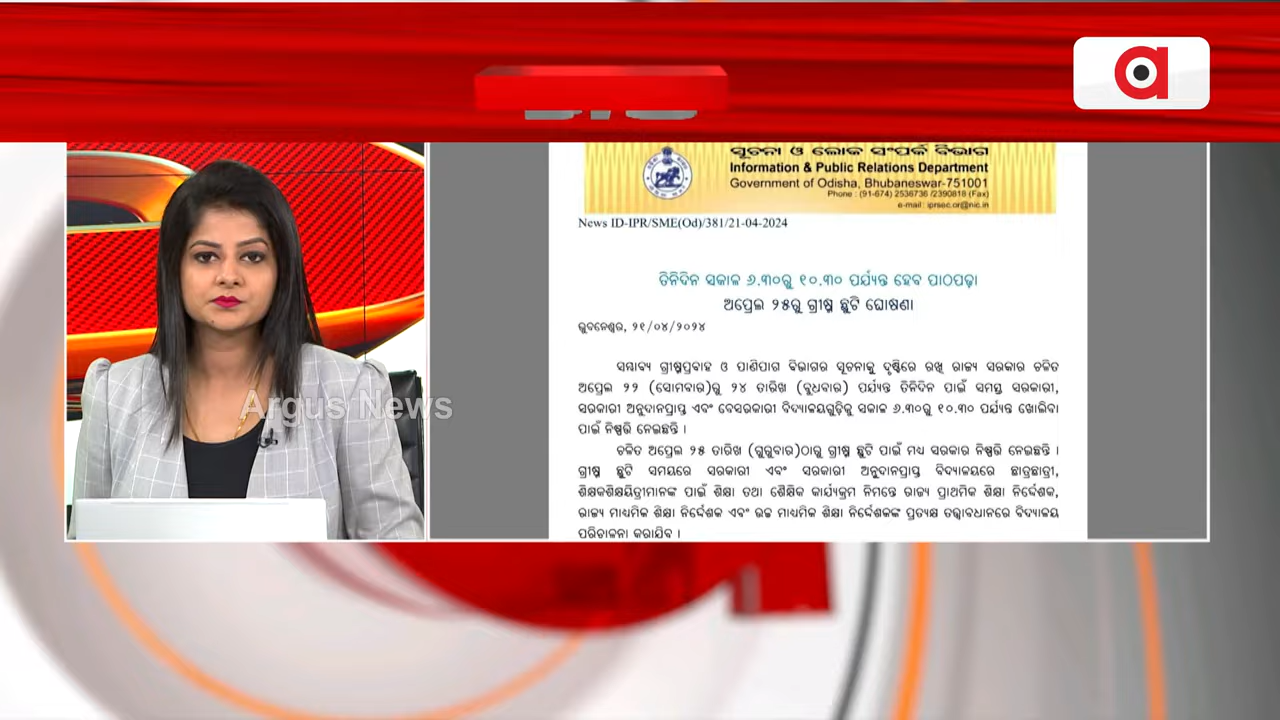 ସୂଚନା ଓ ଲୋକ ସଂପର୍କ ବିଭାଗ
Information & Public Relations Department
Government of Odisha, Bhubaneswar-751001
Phone : (91-674) 2536736 /2390818 (Fax)
e-mail : iprsec.or@nic.in
News ID-IPR/SME(Od)/381/21-04-2024
ତିନିଦିନ ସକାଳ ୬.୩୦ରୁ ୧୦.୩୦ ପର୍ଯ୍ୟନ୍ତ ହେବ ପାଠପଢ଼ା
ଅପ୍ରେଲ ୨୫ରୁ ଗ୍ରୀଷ୍ମ ଛୁଟି ଘୋଷଣା
ଭୁବନେଶ୍ୱର, ୨୧/୦୪/୨୦୨୪
ସମ୍ଭାବ୍ୟ ଗ୍ରୀଷ୍ମପ୍ରବାହ ଓ ପାଣିପାଗ ବିଭାଗର ସୂଚନାକୁ ଦୃଷ୍ଟିରେ ରଖି ରାଜ୍ୟ ସରକାର ଚଳିତ
ଅପ୍ରେଲ ୨୨ (ସୋମବାର)ରୁ ୨୪ ତାରିଖ (ବୁଧବାର) ପର୍ଯ୍ୟନ୍ତ ତିନିଦିନ ପାଇଁ ସମସ୍ତ ସରକାରୀ,
ସରକାରୀ ଅନୁଦାନପ୍ରାପ୍ତ ଏବଂ ବେସରକାରୀ ବିଦ୍ୟାଳୟଗୁଡ଼ିକୁ ସକାଳ ୬.୩୦ରୁ ୧୦.୩୦ ପର୍ଯ୍ୟନ୍ତ ଖୋଲିବା
ପାଇଁ ନିଷ୍ପତ୍ତି ନେଇଛନ୍ତି ।
ଚଳିତ ଅପ୍ରେଲ ୨୫ ତାରିଖ (ଗୁରୁବାର)ଠାରୁ ଗ୍ରୀଷ୍ମ ଛୁଟି ପାଇଁ ମଧ୍ୟ ସରକାର ନିଷ୍ପତ୍ତି ନେଇଛନ୍ତି ।
ଗ୍ରୀଷ୍ମ ଛୁଟି ସମୟରେ ସରକାରୀ ଏବଂ ସରକାରୀ ଅନୁଦାନପ୍ରାପ୍ତ ବିଦ୍ୟାଳୟରେ ଛାତ୍ରଛାତ୍ରୀ,
ଶିକ୍ଷକଶିକ୍ଷୟିତ୍ରୀମାନଙ୍କ ପାଇଁ ଶିକ୍ଷା ତଥା ଶୈକ୍ଷିକ କାର୍ଯ୍ୟକ୍ରମ ନିମନ୍ତେ ରାଜ୍ୟ ପ୍ରାଥମିକ ଶିକ୍ଷା ନିର୍ଦ୍ଦେଶକ,
ରାଜ୍ୟ ମାଧ୍ୟମିକ ଶିକ୍ଷା ନିର୍ଦ୍ଦେଶକ ଏବଂ ଉଚ୍ଚ ମାଧ୍ୟମିକ ଶିକ୍ଷା ନିର୍ଦ୍ଦେଶକଙ୍କ ପ୍ରତ୍ୟକ୍ଷ ତତ୍ତ୍ୱାବଧାନରେ ବିଦ୍ୟାଳୟ
ପରିଚାଳନା କରାଯିବ ।
Argus News